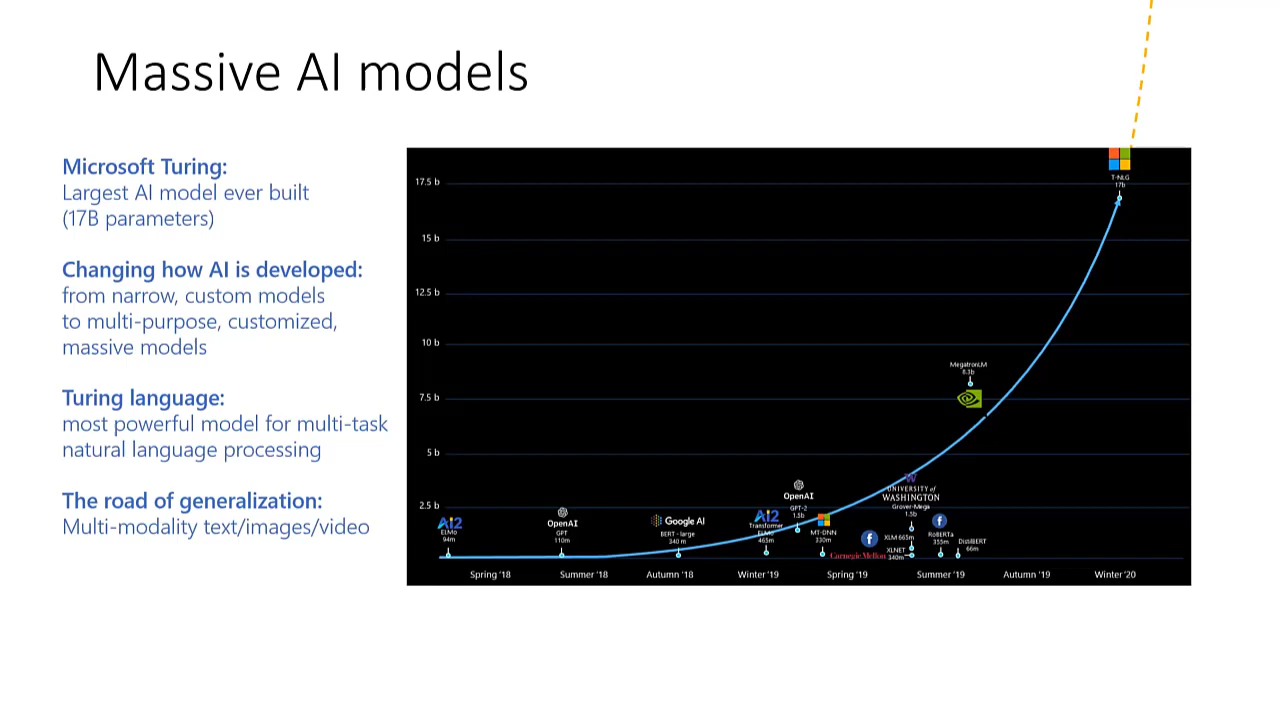 Massive AI models
Microsoft Turing:
Largest AI model ever built
(17B parameters)
Changing how AI is developed:
from narrow, custom models
to multi-purpose, customized,
massive models
Turing language:
most powerful model for multi-task
natural language processing
The road of generalization:
Multi-modality text/images/video
17.5 b
15 b
12.5 b
10 b
7.5 b
5 b
2.5 b
T-NLG
17b
MegatronLM
8.3b
Ai2
ELMo
94m
OpenAI
GPT
110m
Google AI
BERT - large
340 m
Ai2
Transformer
ELMo
465m
OpenAI
GPT-2
1.5b
MT-DNN
330m
Carnegie Mellon
XLM 665m
XLNET
340m
W
UNIVERSITY of
WASHINGTON
Grover-Mega
1.5b
RoBERTa
355m
DistilBERT
66m
Spring '18
Summer '18
Autumn '18
Winter '19
Spring '19
Summer '19
Autumn '19
Winter '20